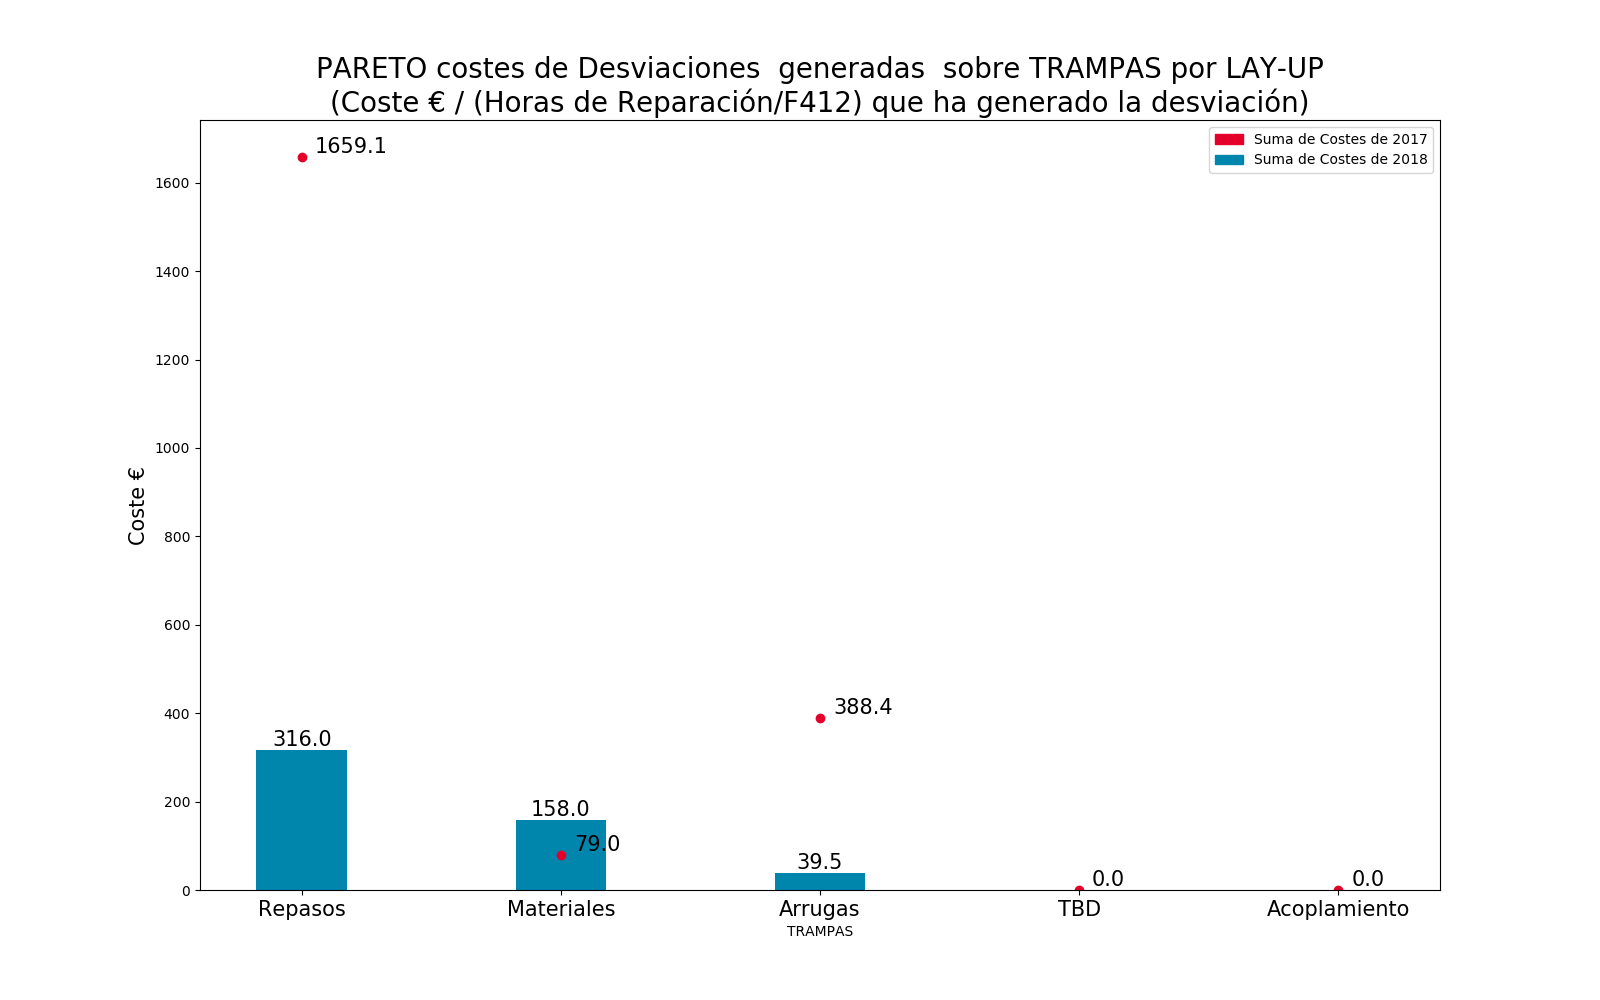 PARETO costes de Desviaciones  generadas  sobre TRAMPAS por LAY-UP
(Coste € / (Horas de Reparación/F412) que ha generado la desviación)
Suma de Costes de 2017
Suma de Costes de 2018
Coste €
1600
1400
1200
1000
800
600
400
200
0
1659.1
316.0
158.0
79.0
388.4
39.5
0.0
0.0
Repasos
Materiales
Arrugas
TBD
Acoplamiento
TRAMPAS